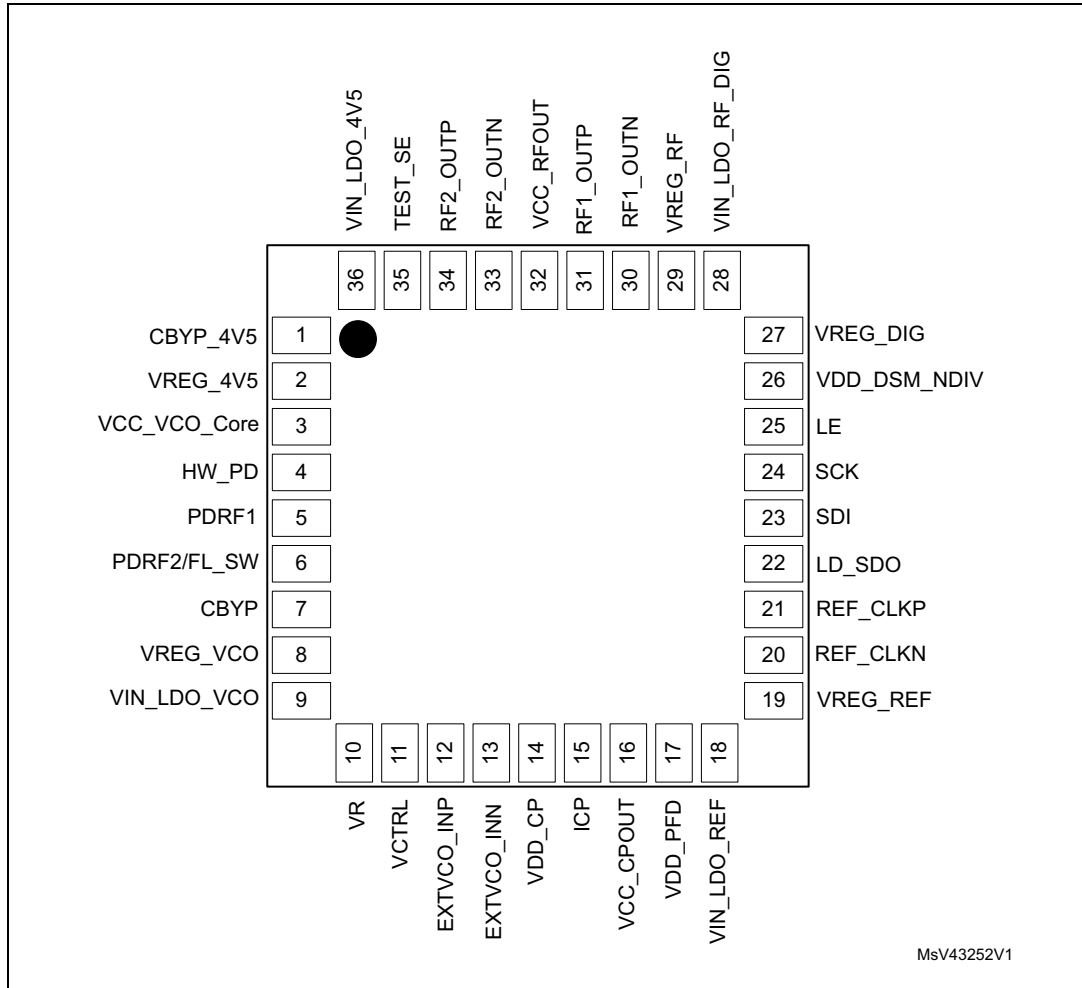 VIN_LDO_4V5
TEST_SE
RF2_OUTP
RF2_OUTN
VCC_RFOUT
RF1_OUTP
RF1_OUTN
VREG_RF
VIN_LDO_RF_DIG
36
35
34
33
32
31
30
29
28
CBYP_4V5 1
VREG_4V5 2
VCC_VCO_Core 3
HW_PD 4
PDRF1 5
PDRF2/FL_SW 6
CBYP 7
VREG_VCO 8
VIN_LDO_VCO 9
27 VREG_DIG
26 VDD_DSM_NDIV
25 LE
24 SCK
23 SDI
22 LD_SDO
21 REF_CLKP
20 REF_CLKN
19 VREG_REF
10
11
12
13
14
15
16
17
18
VR
VCTRL
EXTVCO_INP
EXTVCO_INN
VDD_CP
ICP
VCC_CPOUT
VDD_PFD
VIN_LDO_REF
MsV43252V1